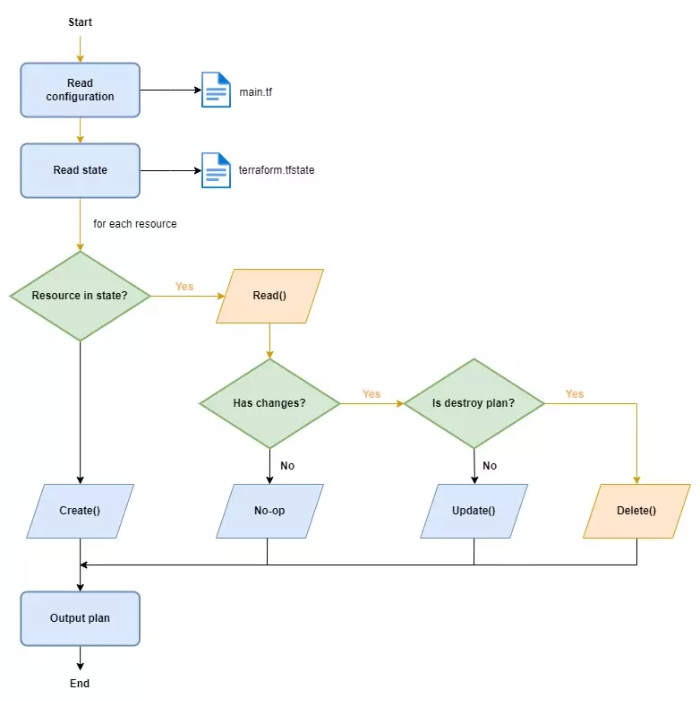 Start
Read
configuration
main.tf
Read state
terraform.tfstate
for each resource
Resource in state?
Yes
Read()
Has changes?
Yes
Is destroy plan?
Yes
No
No
Create()
No-op
Update()
Delete()
Output plan
End